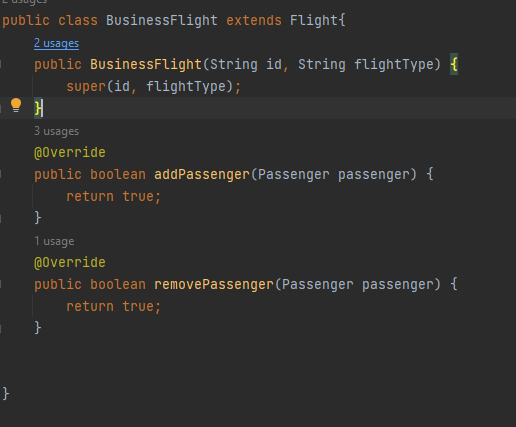 2 usages
public class BusinessFlight extends Flight{
2 usages
public BusinessFlight(String id, String flightType) {
super(id, flightType);
}
3 usages
@Override
public boolean addPassenger(Passenger passenger) {
return true;
}
1 usage
@Override
public boolean removePassenger(Passenger passenger) {
return true;
}
}